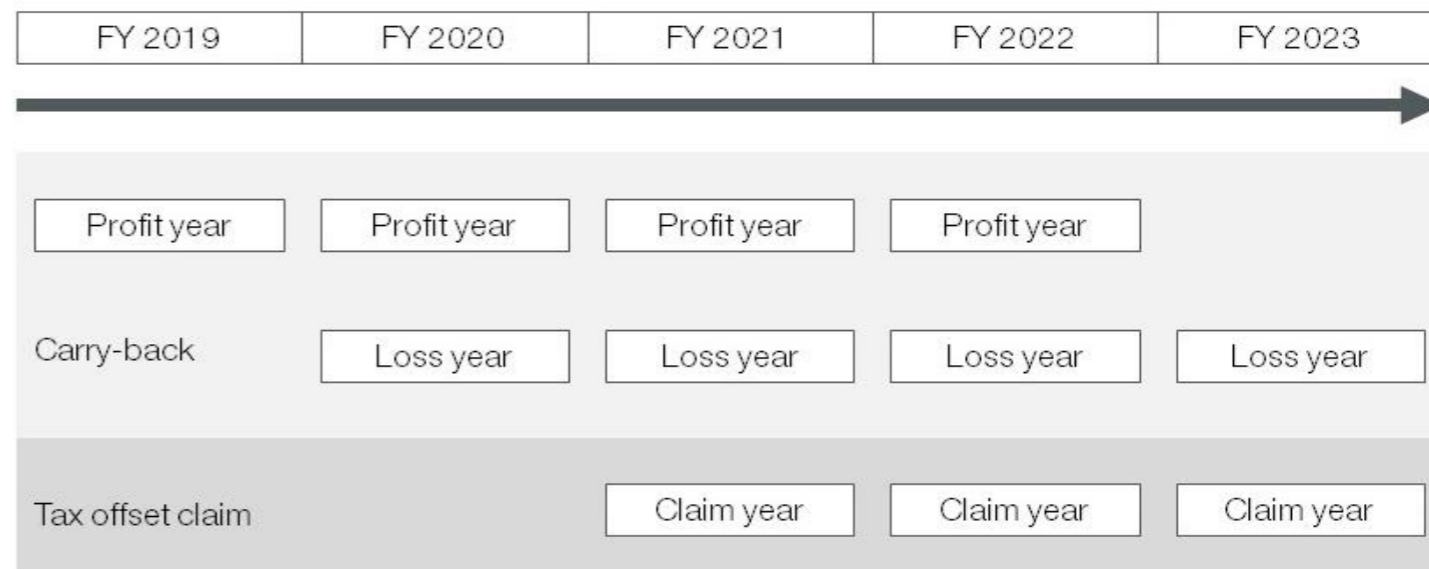 FY 2019 FY 2020 FY 2021 FY 2022 FY 2023
Profit year Profit year Profit year Profit year
Carry-back Loss year Loss year Loss year Loss year
Tax offset claim Claim year Claim year Claim year